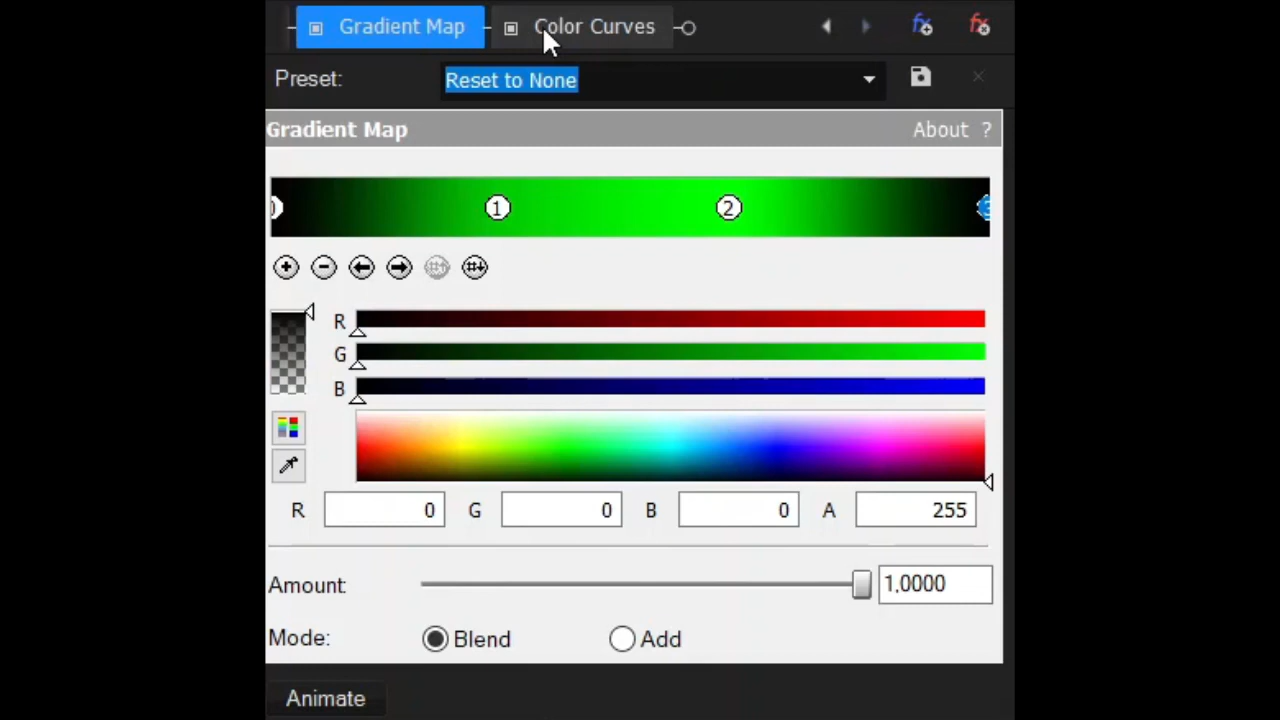 Gradient Map Color Curves
Preset: Reset to None
Gradient Map About ?
1 2 3
R
G
B
R 0 G 0 B 0 A 255
Amount: 1,0000
Mode: Blend Add
Animate